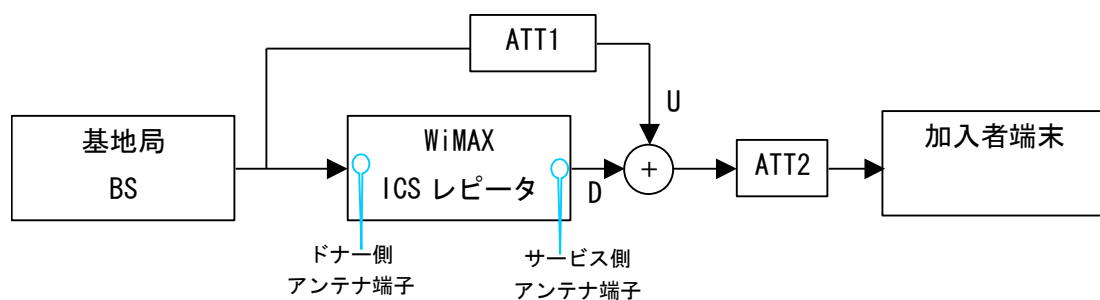 ATT1
U
基地局
BS
WiMAX
ICS レピータ
D
+
ATT2
加入者端末
ドナー側
アンテナ端子
サービス側
アンテナ端子